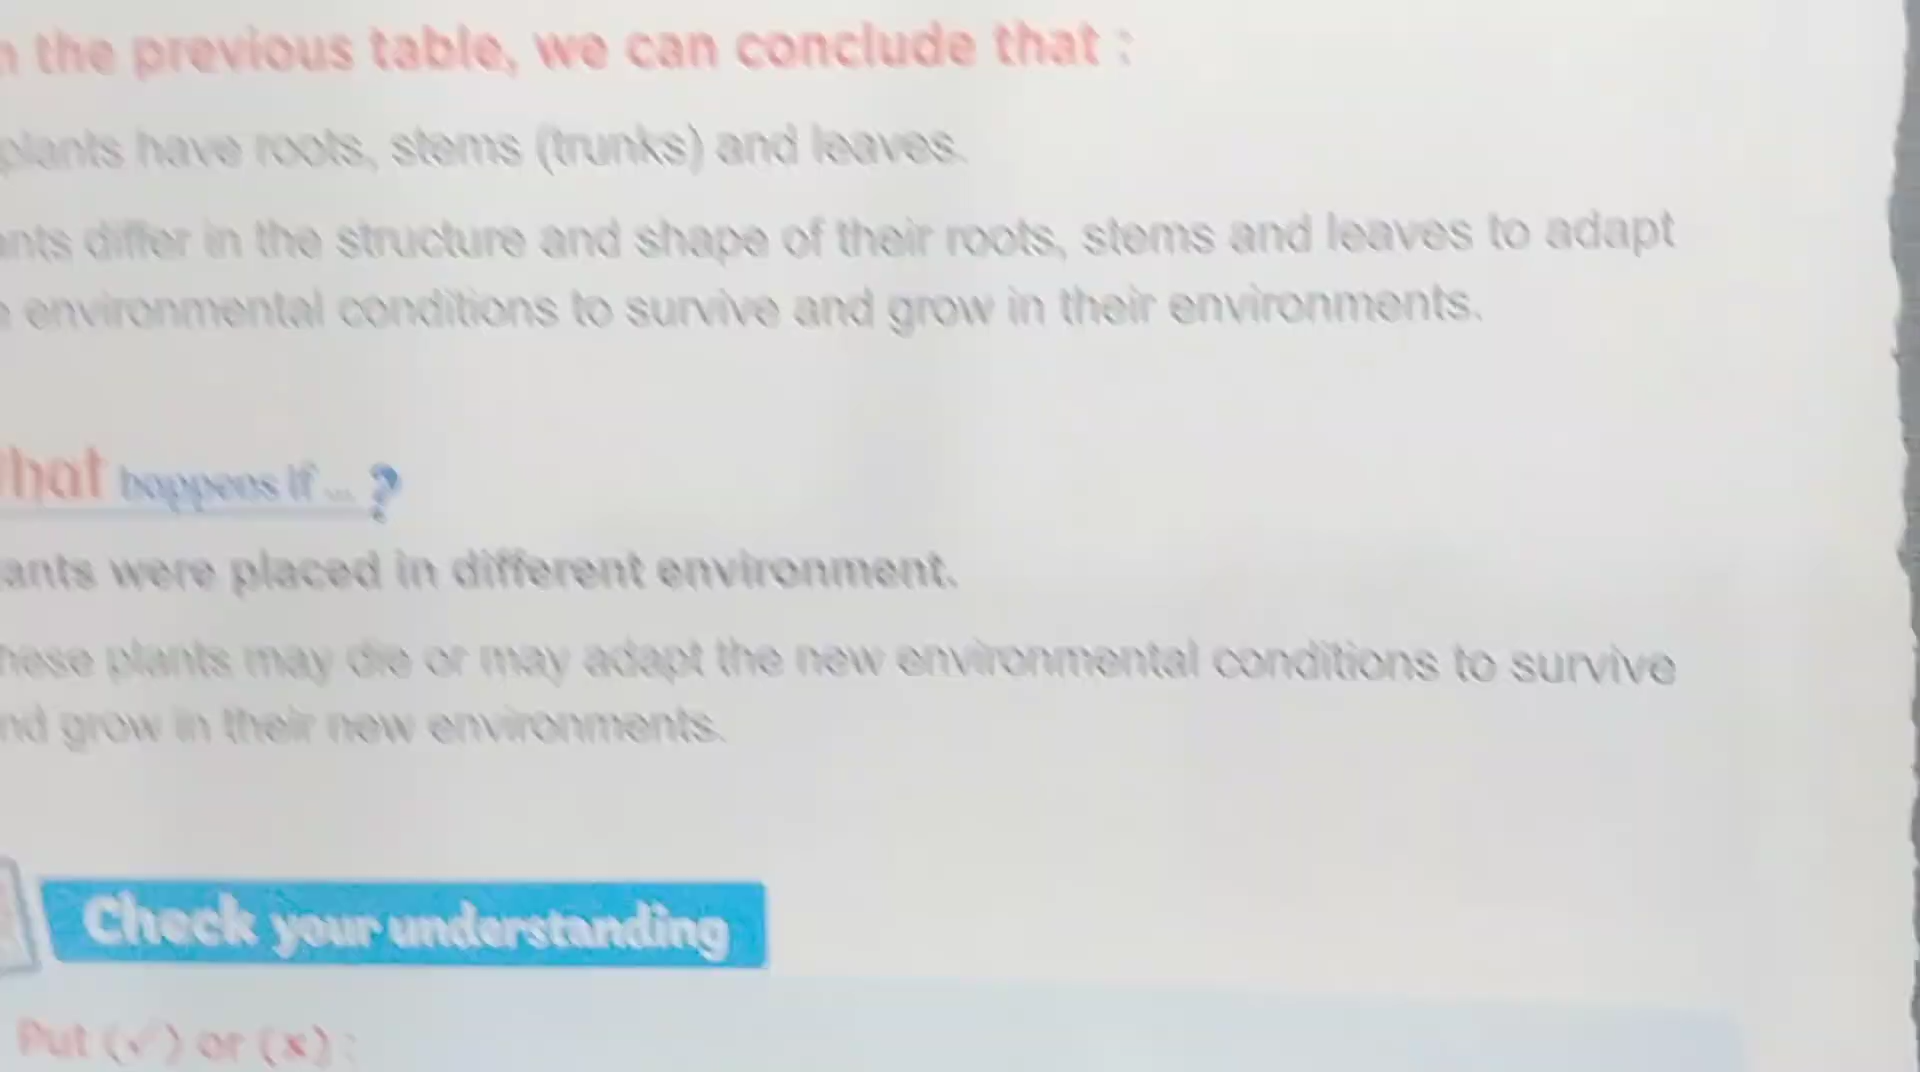 the previous table, we can conclude that :
plants have roots, stems (trunks) and leaves.
ants differ in the structure and shape of their roots, stems and leaves to adapt
environmental conditions to survive and grow in their environments.
hat happens if ... ?
ants were placed in different environment.
hese plants may die or may adapt the new environmental conditions to survive
nd grow in their new environments.
Check your understanding
Put (✓) or (x) :